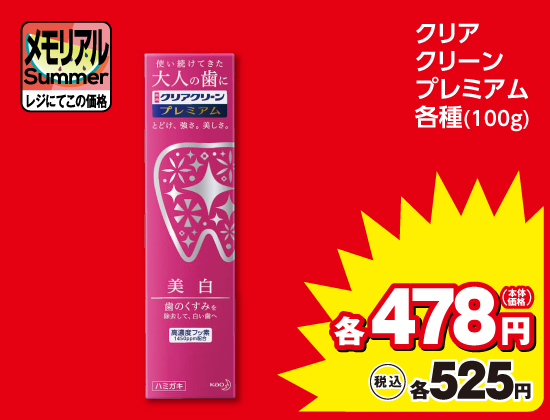 メモリアル
Summer
レジにてこの価格
使い続けてきた
大人の歯に
クリアクリーン
プレミアム
とどけ、強さ。美しさ。
美白
歯のくすみを
除去して、白い歯へ
高濃度フッ素
1450ppm配合
ハミガキ
Kao
クリア
クリーン
プレミアム
各種(100g)
各478円(本体価格)
税込 各525円